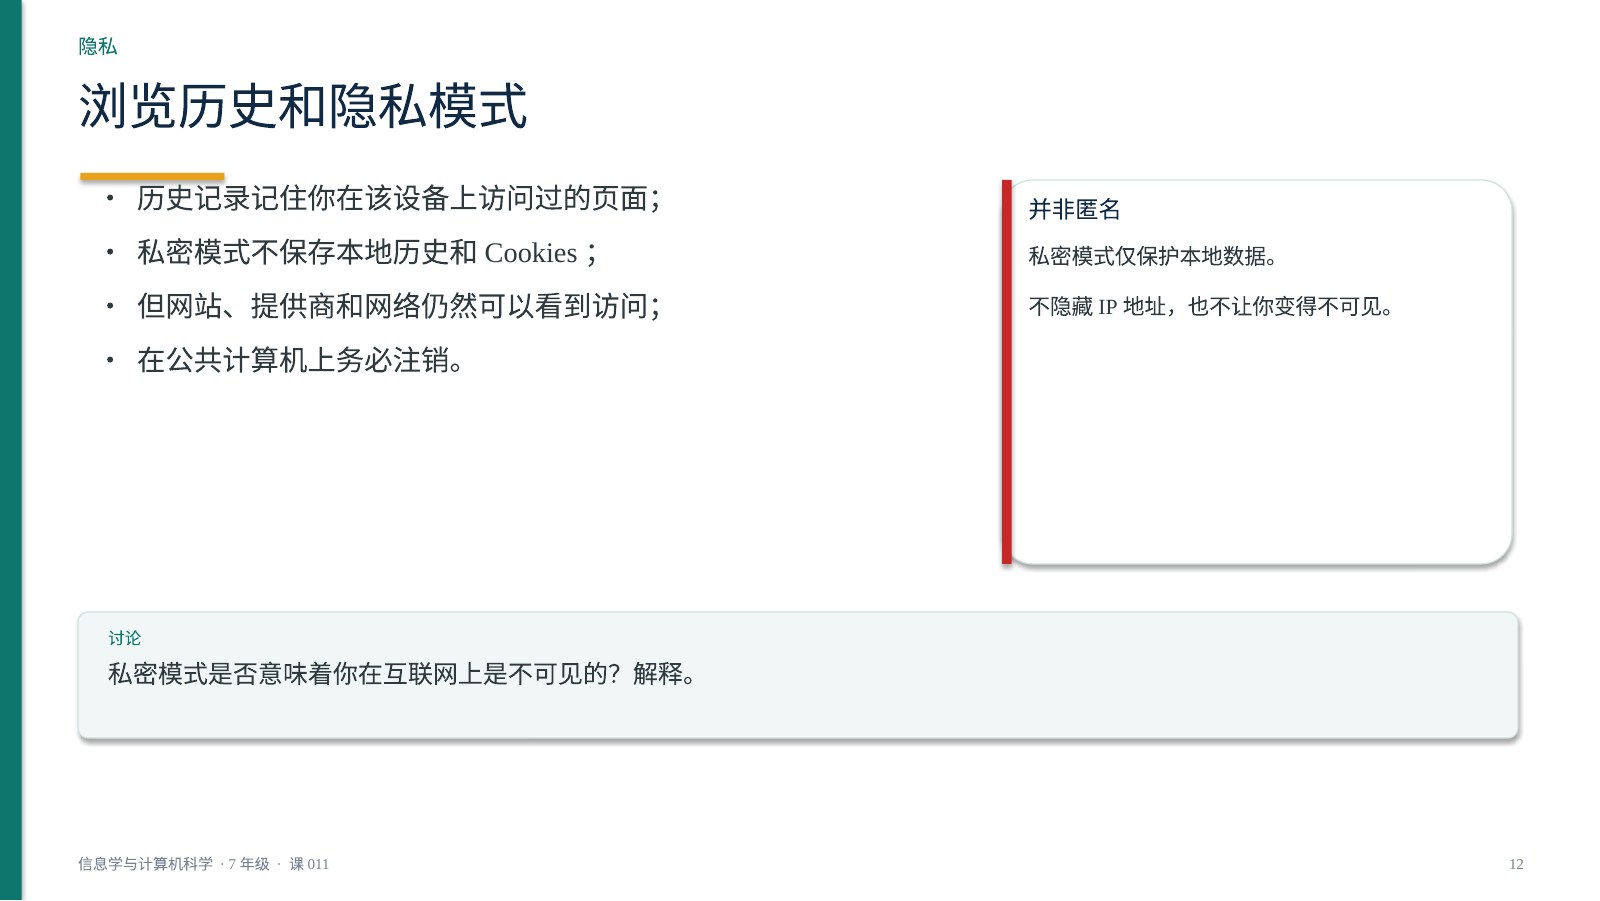 隐私
浏览历史和隐私模式
• 历史记录记住你在该设备上访问过的页面；
• 私密模式不保存本地历史和 Cookies；
• 但网站、提供商和网络仍然可以看到访问；
• 在公共计算机上务必注销。
并非匿名
私密模式仅保护本地数据。
不隐藏 IP 地址，也不让你变得不可见。
讨论
私密模式是否意味着你在互联网上是不可见的？解释。
信息学与计算机科学 · 7 年级 · 课 011
12